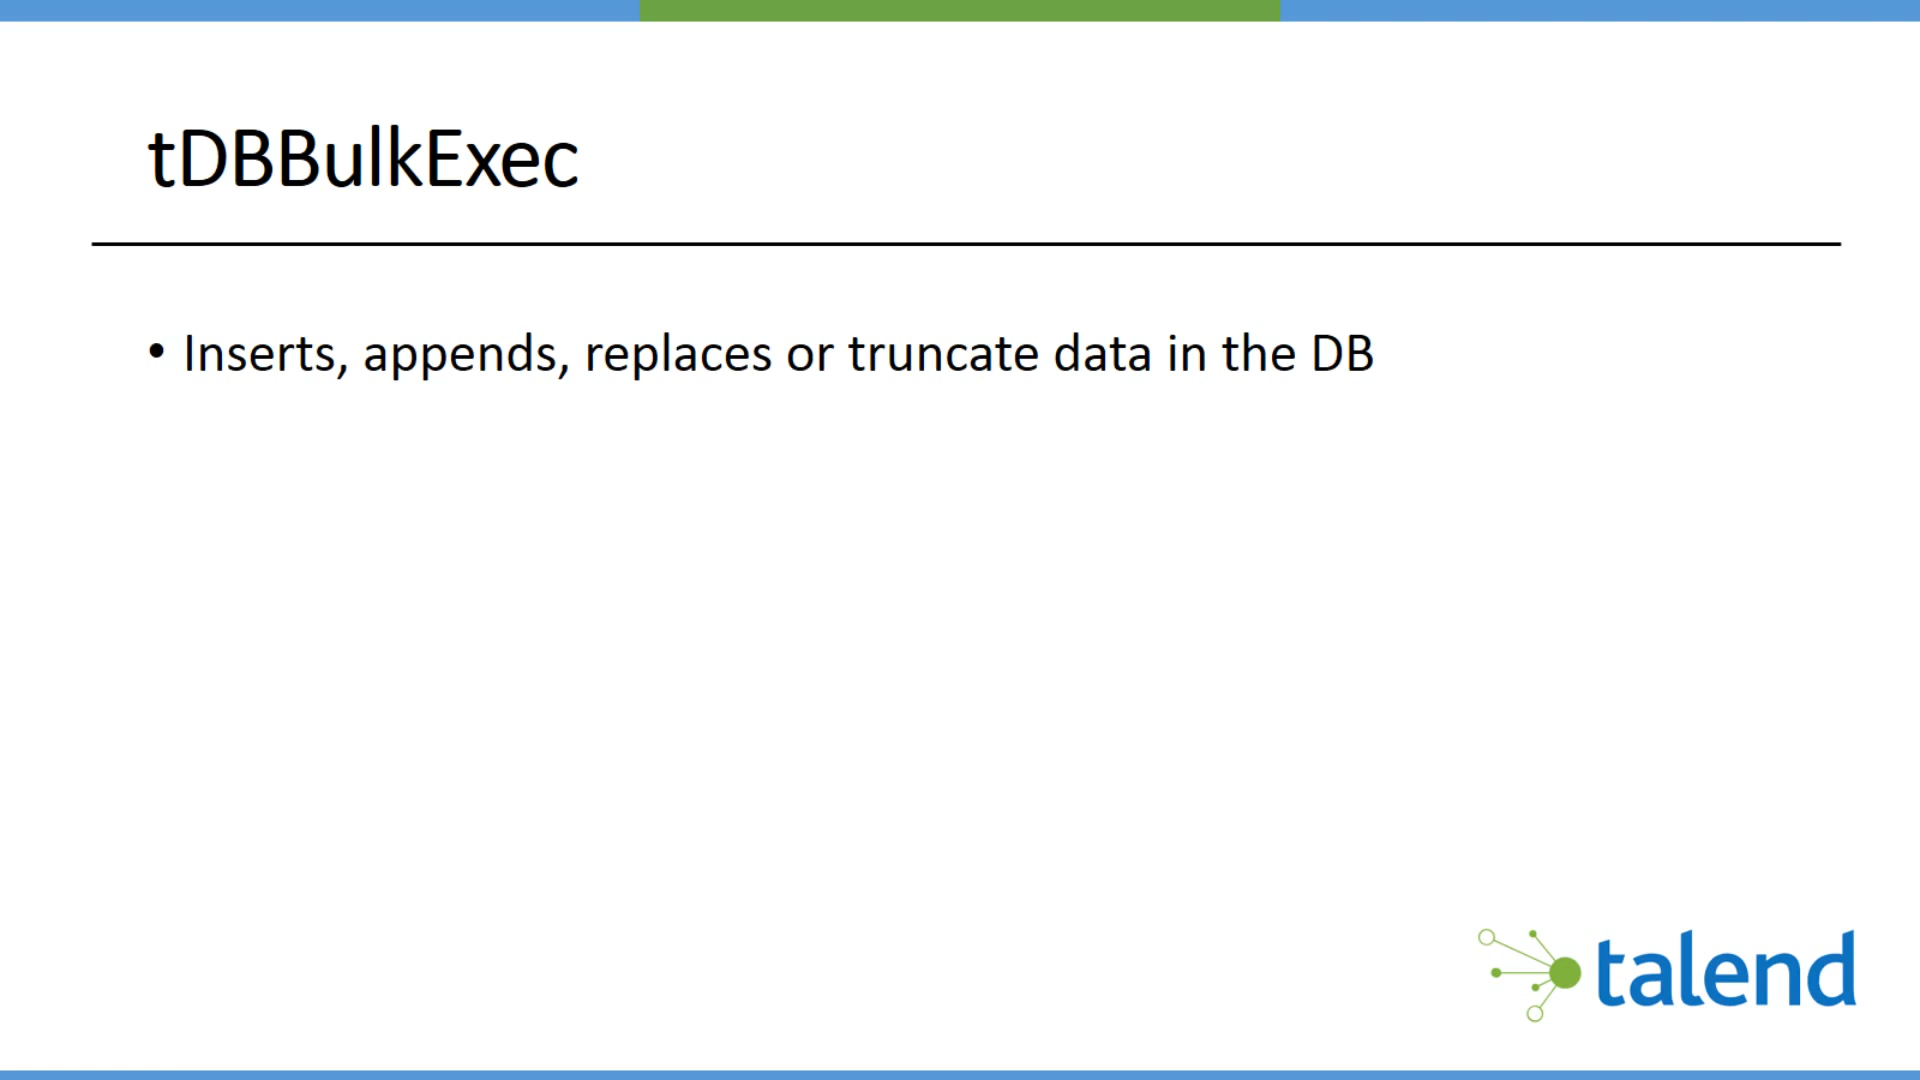 tDBBulkExec
• Inserts, appends, replaces or truncate data in the DB
talend